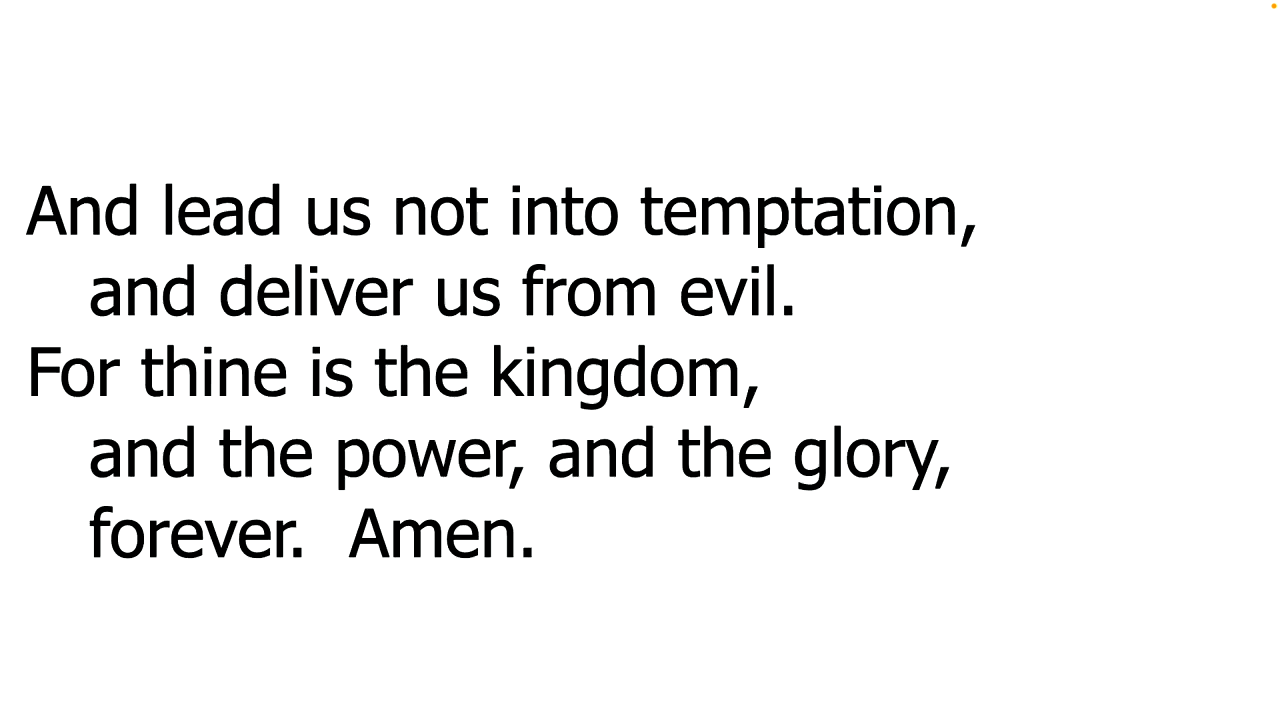 And lead us not into temptation,
and deliver us from evil.
For thine is the kingdom,
and the power, and the glory,
forever.  Amen.